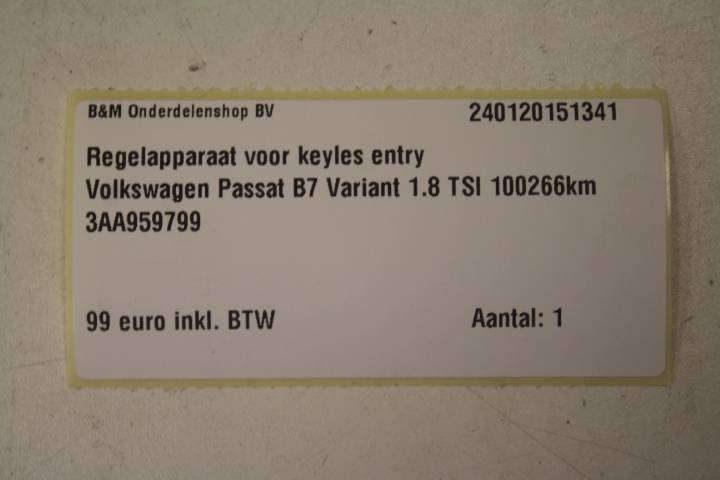 B&M Onderdelenshop BV 240120151341
Regelapparaat voor keyles entry
Volkswagen Passat B7 Variant 1.8 TSI 100266km
3AA959799
99 euro inkl. BTW Aantal: 1